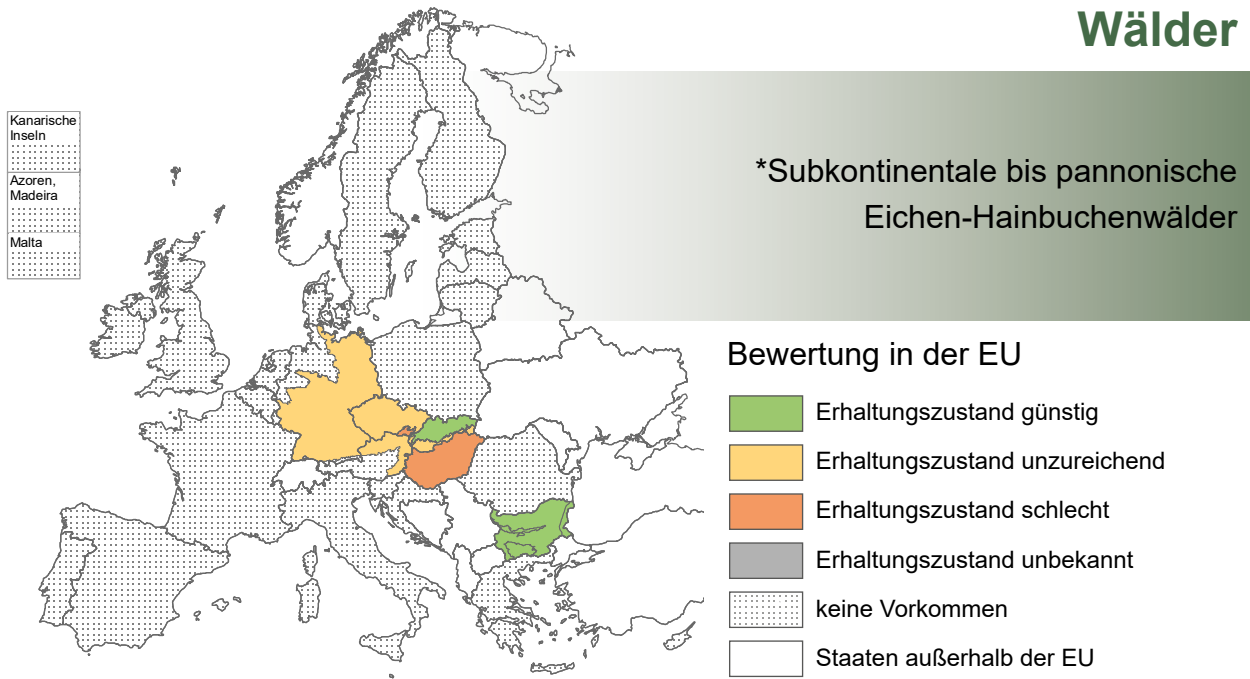 Wälder
*Subkontinentale bis pannonische
Eichen-Hainbuchenwälder
Kanarische
Inseln
Azoren,
Madeira
Malta
Bewertung in der EU
Erhaltungszustand günstig
Erhaltungszustand unzureichend
Erhaltungszustand schlecht
Erhaltungszustand unbekannt
keine Vorkommen
Staaten außerhalb der EU